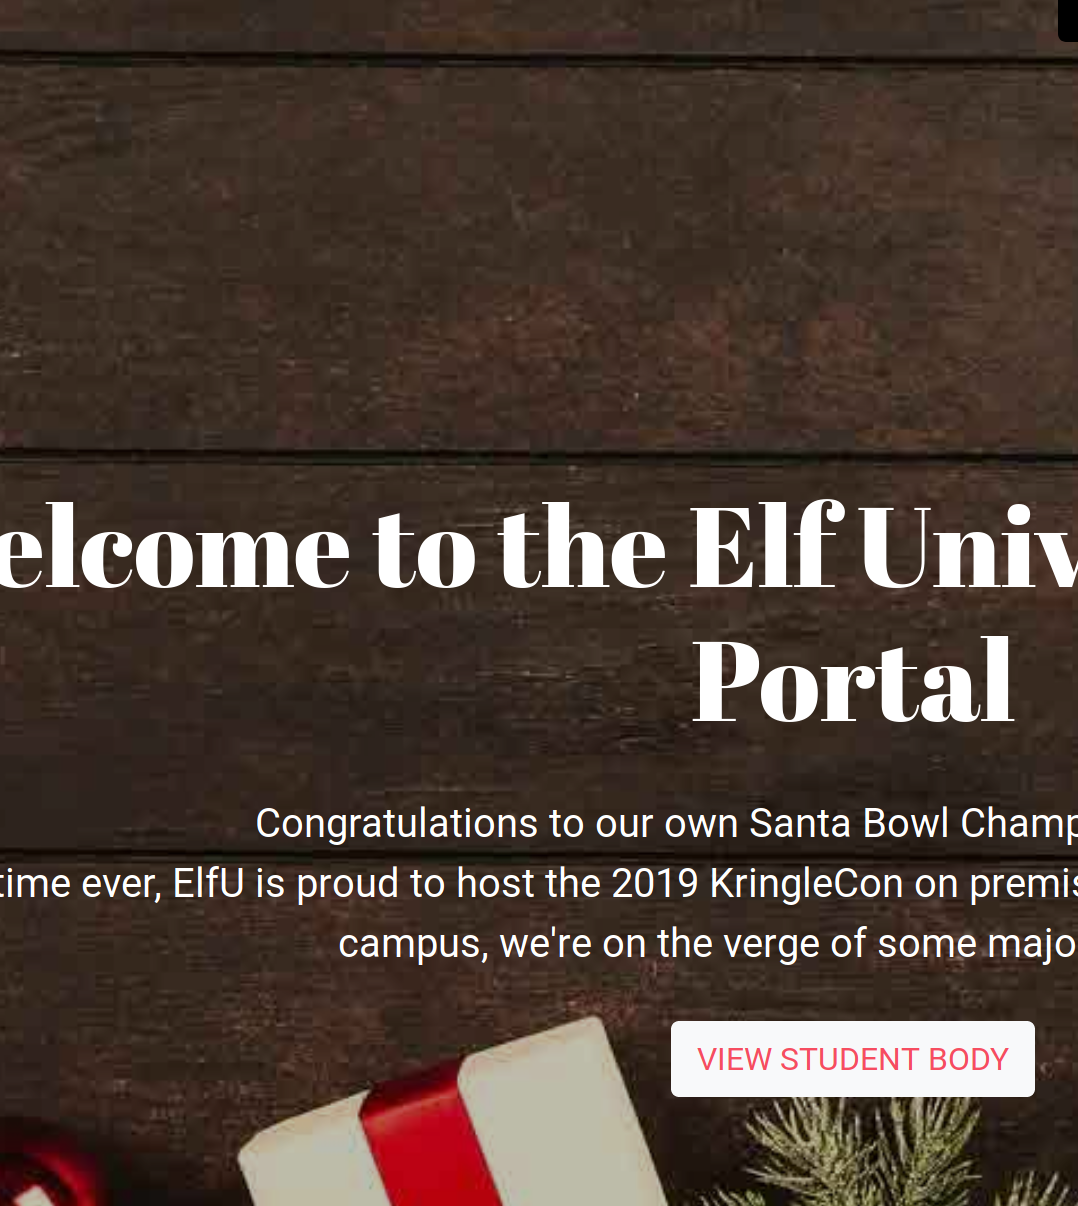 elcome to the Elf Univ
Portal
Congratulations to our own Santa Bowl Champ
time ever, ElfU is proud to host the 2019 KringleCon on premis
campus, we're on the verge of some majo
VIEW STUDENT BODY